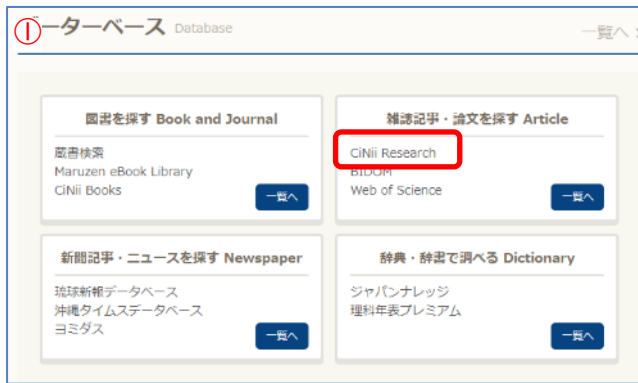 ①ーターベース Database
一覧へ
図書を探す Book and Journal
蔵書検索
Maruzen eBook Library
CiNii Books
一覧へ
雑誌記事・論文を探す Article
CiNii Research
BIDOM
Web of Science
一覧へ
新聞記事・ニュースを探す Newspaper
琉球新報データベース
沖縄タイムスデータベース
ヨミダス
一覧へ
辞典・辞書で調べる Dictionary
ジャパンナレッジ
理科年表プレミアム
一覧へ